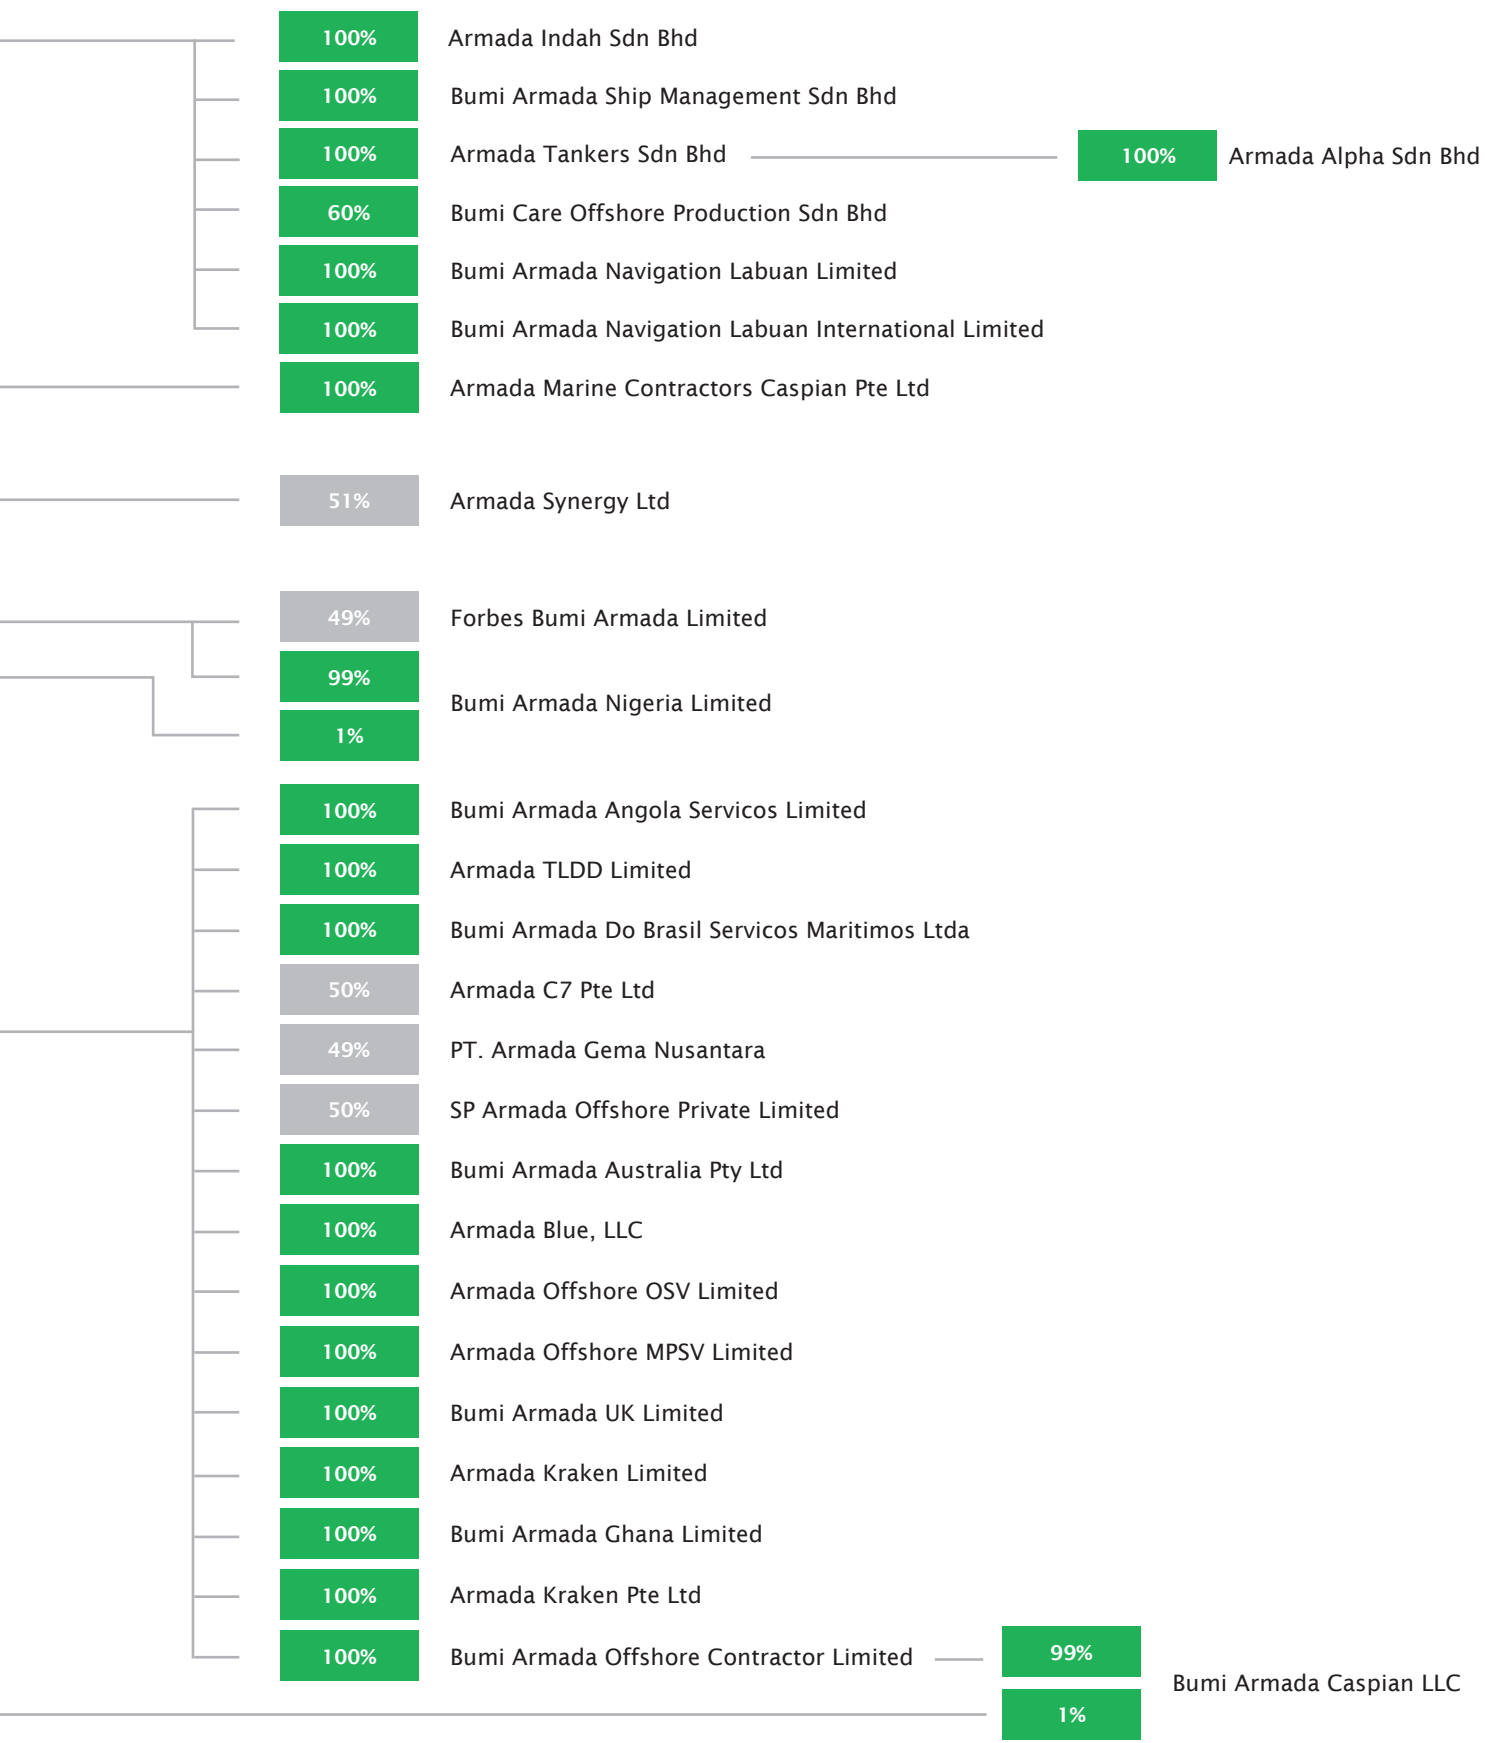 100% Armada Indah Sdn Bhd
100% Bumi Armada Ship Management Sdn Bhd
100% Armada Tankers Sdn Bhd 100% Armada Alpha Sdn Bhd
60% Bumi Care Offshore Production Sdn Bhd
100% Bumi Armada Navigation Labuan Limited
100% Bumi Armada Navigation Labuan International Limited
100% Armada Marine Contractors Caspian Pte Ltd
51% Armada Synergy Ltd
49% Forbes Bumi Armada Limited
99%
Bumi Armada Nigeria Limited
1%
100% Bumi Armada Angola Servicos Limited
100% Armada TLDD Limited
100% Bumi Armada Do Brasil Servicos Maritimos Ltda
50% Armada C7 Pte Ltd
49% PT. Armada Gema Nusantara
50% SP Armada Offshore Private Limited
100% Bumi Armada Australia Pty Ltd
100% Armada Blue, LLC
100% Armada Offshore OSV Limited
100% Armada Offshore MPSV Limited
100% Bumi Armada UK Limited
100% Armada Kraken Limited
100% Bumi Armada Ghana Limited
100% Armada Kraken Pte Ltd
100% Bumi Armada Offshore Contractor Limited 99%
Bumi Armada Caspian LLC
1%